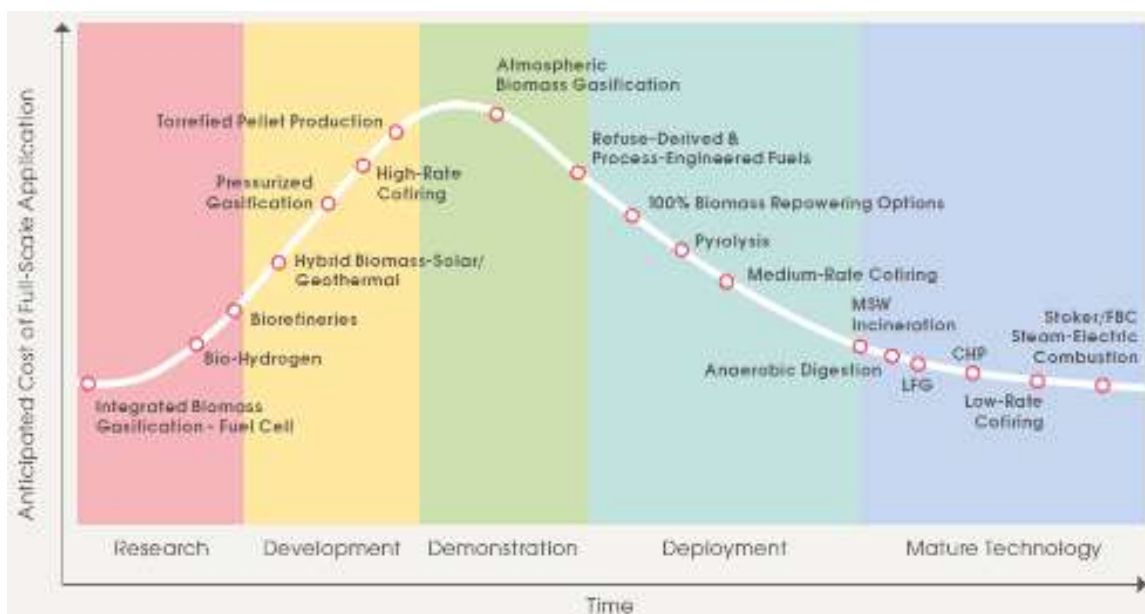 Anticipated Cost of Full-Scale Application
Atmospheric
Biomass Gasification
Torrefied Pellet Production
Refuse-Derived &
Process-Engineered Fuels
High-Rate
Cofiring
Pressurized
Gasification
100% Biomass Repowering Options
Pyrolysis
Hybrid Biomass-Solar/
Geothermal
Medium-Rate Cofiring
Biorefineries
MSW
Incineration
Stoker/FBC
Steam-Electric
Combustion
Bio-Hydrogen
Anaerobic Digestion
CHP
LFG
Low-Rate
Cofiring
Integrated Biomass
Gasification - Fuel Cell
Research
Development
Demonstration
Deployment
Mature Technology
Time